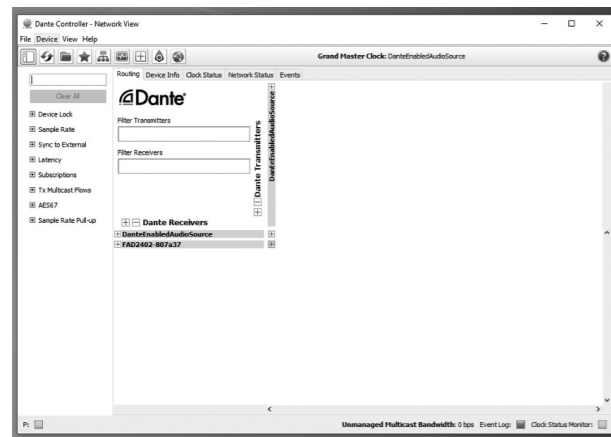 Dante Controller - Network View
File Device View Help
Grand Master Clock: DanteEnabledAudioSource
Routing Device Info Clock Status Network Status Events
Clear All
Device Lock
Sample Rate
Sync to External
Latency
Subscriptions
Tx Multicast Flows
AES67
Sample Rate Pull-up
Dante
Filter Transmitters
Filter Receivers
Dante Transmitters
DanteEnabledAudioSource
Dante Receivers
DanteEnabledAudioSource
FAD2402-807a37
P:
Unmanaged Multicast Bandwidth: 0 bps Event Log: Clock Status Monitor: